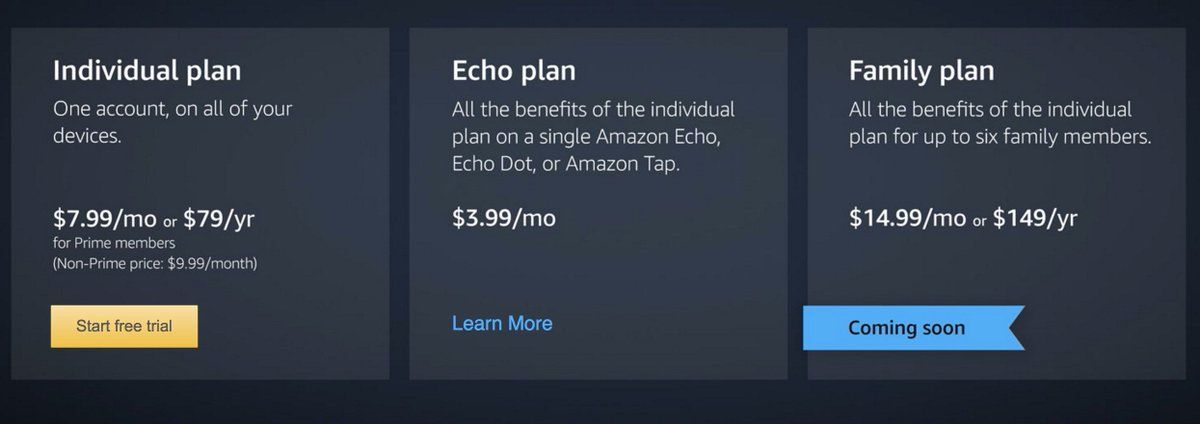 Individual plan
One account, on all of your
devices.
$7.99/mo or $79/yr
for Prime members
(Non-Prime price: $9.99/month)
Start free trial
Echo plan
All the benefits of the individual
plan on a single Amazon Echo,
Echo Dot, or Amazon Tap.
$3.99/mo
Learn More
Family plan
All the benefits of the individual
plan for up to six family members.
$14.99/mo or $149/yr
Coming soon